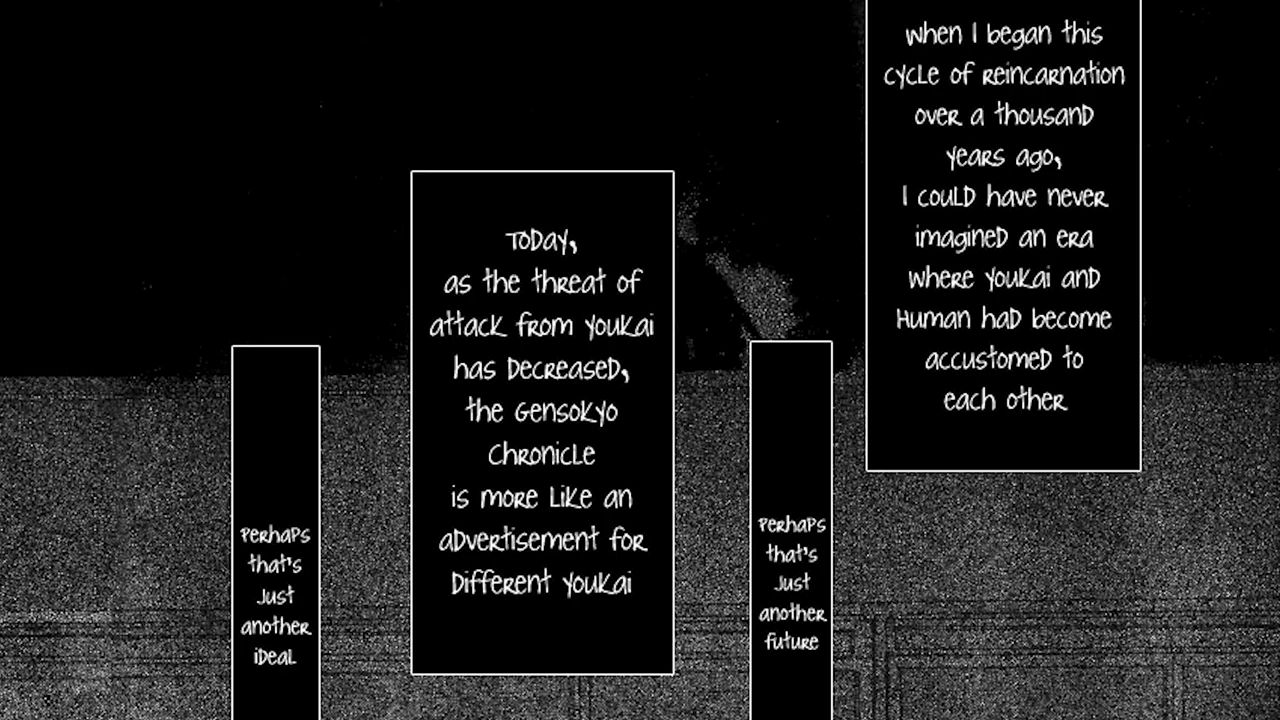 when I began this
cycle of reincarnation
over a thousand
years ago,
I could have never
imagined an era
where youkai and
human had become
accustomed to
each other
Perhaps
that's
just
another
future
Today,
as the threat of
attack from youkai
has decreased,
the Gensokyo
Chronicle
is more like an
advertisement for
different youkai
Perhaps
that's
just
another
ideal